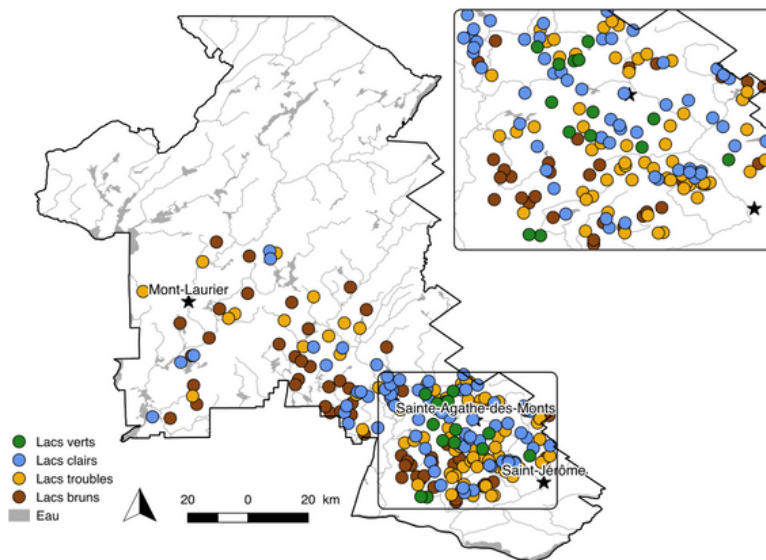 Mont-Laurier
Sainte-Agathe-des-Monts
Saint-Jérôme
Lacs verts
Lacs clairs
Lacs troubles
Lacs bruns
Eau
20 0 20 km